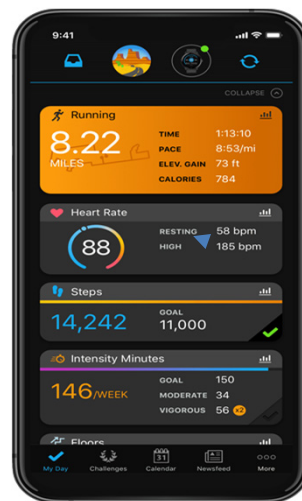 9:41
COLLAPSE
Running
8.22
MILES
TIME 1:13:10
PACE 8:53/mi
ELEV. GAIN 73 ft
CALORIES 784
Heart Rate
88
RESTING 58 bpm
HIGH 185 bpm
Steps
14,242
GOAL
11,000
Intensity Minutes
146/WEEK
GOAL 150
MODERATE 34
VIGOROUS 56 x2
Floors
31
My Day Challenges Calendar Newsfeed More